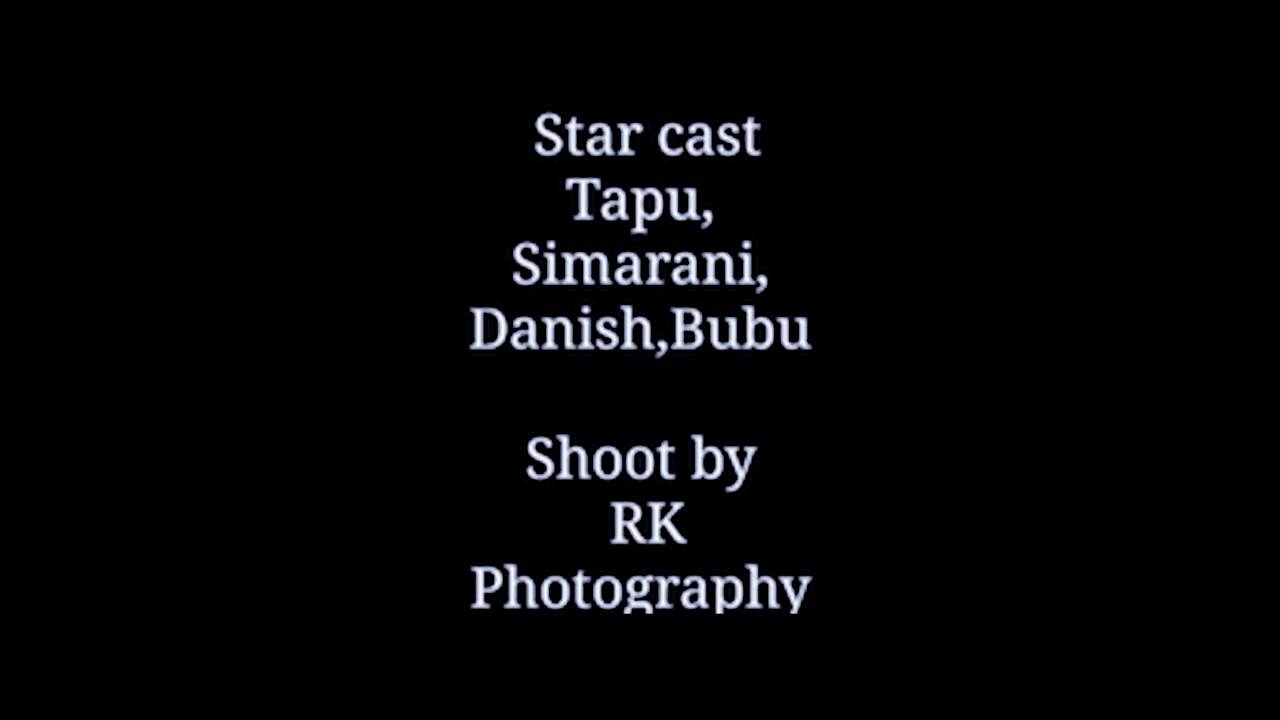 Star cast
Tapu,
Simarani,
Danish,Bubu
Shoot by
RK
Photography